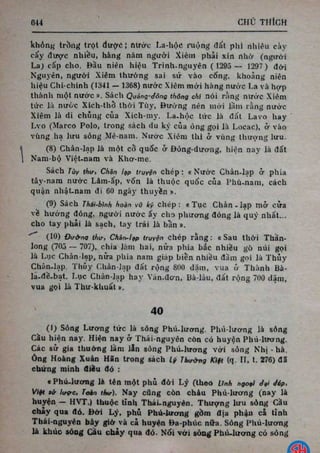 644 CHÚ THÍCH
không trồng trọt được; nước La-hộc ruộng đất phì nhiêu cày
cấy được nhiều, hằng năm người Xiêm phải xin nhờ (người
La) cấp cho. Đầu niên hiệu Trinh-nguyên (1295 — 1297) đời
Nguyên, người Xiêm thường sai sứ vào cống, khoảng niên
hiệu Chí-chính (1341 — 1368) nước Xiêm mới hàng nước La và hợp
thành một nước ». Sách Quảng-đông thông chí nói rằng nước Xiêm
tức là nước Xích-thổ thời Tùy, Đường nên mới lầm rằng nước
Xiêm là di chủng của Xích-my. La-hộc tức là đất Lavo hay
Lvo (Marco Polo, trong sách du ký của ông gọi là Locac), ở vào
vùng hạ lưu sông Mê-nam. Nước Xiêm thì ở vùng thượng lưu.
(8) Chân-lạp là một cổ quốc ở Đông-dương, hiện nay là đất
Nam-bộ Việt-nam và Khơ-me.
Sách Tùy thư, Chân lạp truyện chép : « Nước Chân-lạp ở phía
tây-nam nước Lâm-ấp, vốn là thuộc quốc của Phù-nam, cách
quận nhật-nam đi 60 ngày thuyền ».
(9) Sách Thái-bình hoàn vũ ký chép : « Tục Chân - lạp mở cửa
về hướng đông, người nước ấy cho phương đông là quý nhất...
cho tay phải là sạch, tay trái là bẩn ».
(10) Đường thư, Chân-lạp truyện chép rằng : « Sau thời Thần-
long (705 — 707), chia làm hai, nửa phía bắc nhiều gò núi gọi
là Lục Chân-lạp, nửa phía nam giáp biển nhiều đầm gọi là Thủy
Chân-lạp. Thủy Chân-lạp đất rộng 800 dặm, vua ở Thành Bà-
la-đề-bạt. Lục Chân-lạp hay Văn-đơn, Bà-lâu, đất rộng 700 dặm,
vua gọi là Thư-khuất ».
40
(1) Sông Lương tức là sông Phú-lương. Phú-lương là sông
Cầu hiện nay. Hiện nay ở Thái-nguyên còn có huyện Phú-lương.
Các sử gia thường lầm lẫn sông Phú-lương với sông Nhị - hà.
Ông Hoàng Xuân Hãn trong sách Lý Thường Kiệt (q. II, t. 276) đã
chứng minh điều đó :
« Phú-Lương là tên một phủ đời Lý (theo Lĩnh ngoại đại đáp,
Việt sử lược, Toàn thư). Nay cũng còn châu Phú-lương (nay là
huyện — HVT.) thuộc tỉnh Thái-nguyên. Thượng lưu sông Cầu
chảy qua đó. Đời Lý, phủ Phú-lương gồm địa phận cả tỉnh
Thái-nguyên bây giờ và cả huyện Đa-phúc nữa. Sông Phú-lương
là khúc sông Cầu chảy qua đó. Nối với sông Phú-lương có sông